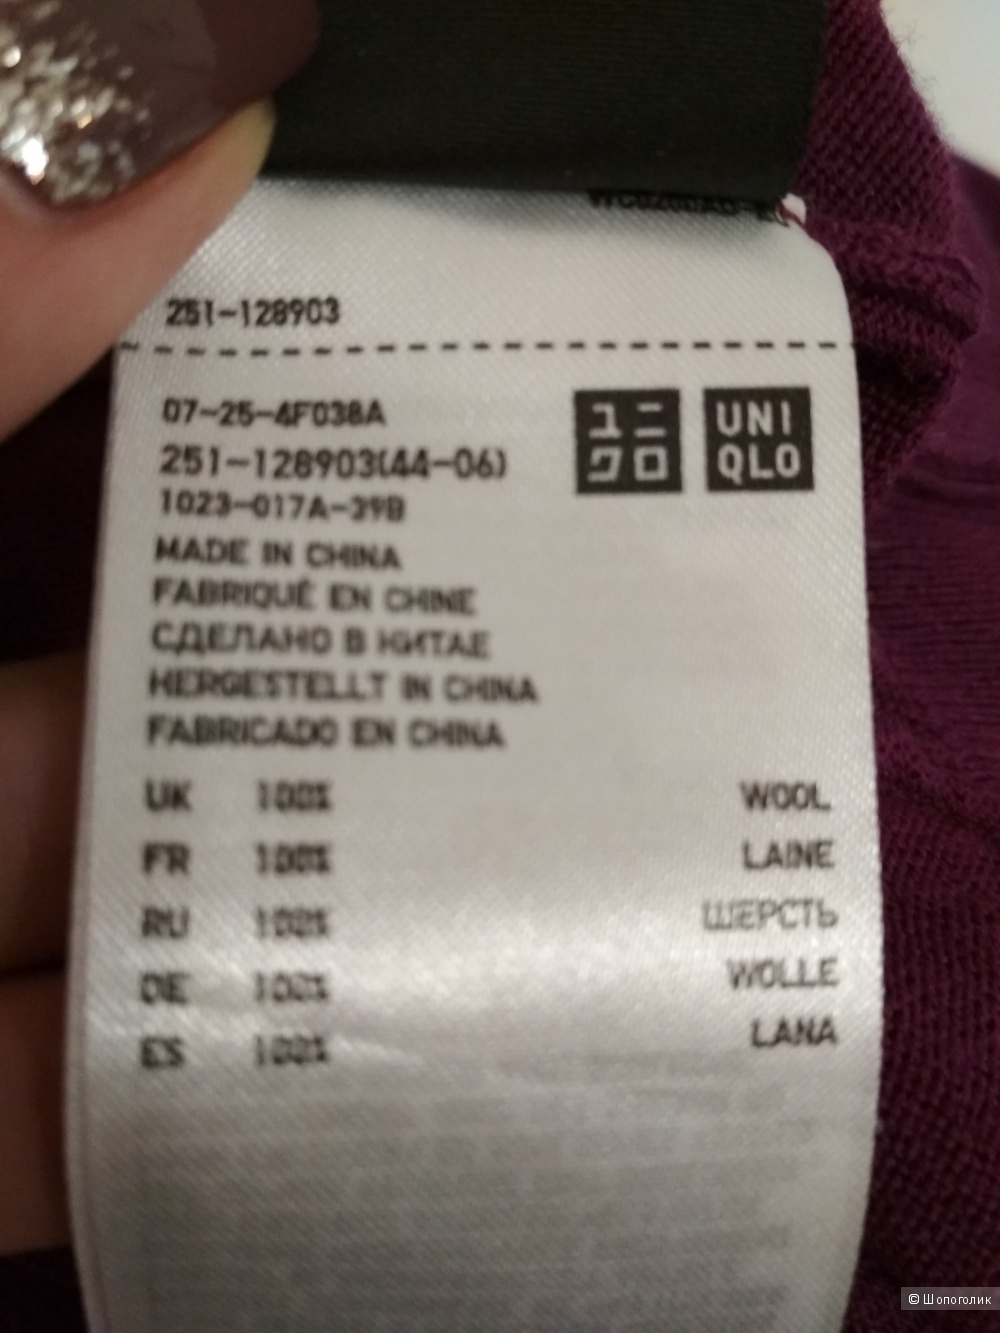 251-128903
07-25-4F038A
251-128903(44-06)
1023-017A-39B
ユニ
クロ
UNI
QLO
MADE IN CHINA
FABRIQUÉ EN CHINE
СДЕЛАНО В КИТАЕ
HERGESTELLT IN CHINA
FABRICADO EN CHINA
UK 100% WOOL
FR 100% LAINE
RU 100% ШЕРСТЬ
DE 100% WOLLE
ES 100% LANA
© Шопоголик